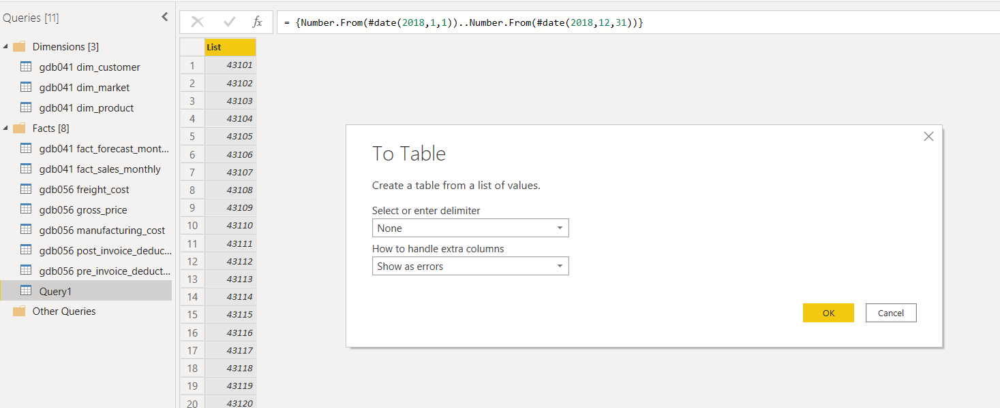 Queries [11]
Dimensions [3]
gdb041 dim_customer
gdb041 dim_market
gdb041 dim_product
Facts [8]
gdb041 fact_forecast_mont...
gdb041 fact_sales_monthly
gdb056 freight_cost
gdb056 gross_price
gdb056 manufacturing_cost
gdb056 post_invoice_deduc...
gdb056 pre_invoice_deduct...
Query1
Other Queries
fx
= {Number.From(#date(2018,1,1))..Number.From(#date(2018,12,31))}
List
1 43101
2 43102
3 43103
4 43104
5 43105
6 43106
7 43107
8 43108
9 43109
10 43110
11 43111
12 43112
13 43113
14 43114
15 43115
16 43116
17 43117
18 43118
19 43119
20 43120
To Table
Create a table from a list of values.
Select or enter delimiter
None
How to handle extra columns
Show as errors
OK Cancel